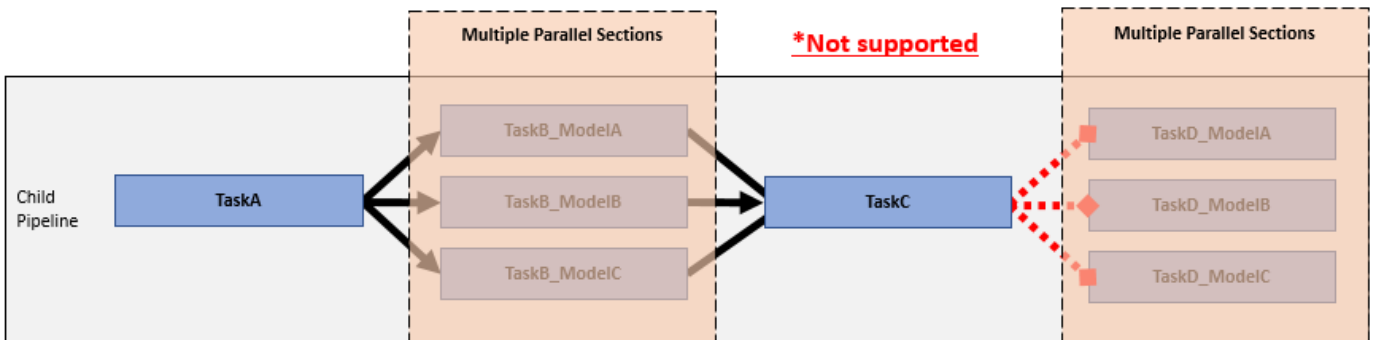 Multiple Parallel Sections
*Not supported
Multiple Parallel Sections
Child
Pipeline
TaskA
TaskB_ModelA
TaskB_ModelB
TaskB_ModelC
TaskC
TaskD_ModelA
TaskD_ModelB
TaskD_ModelC